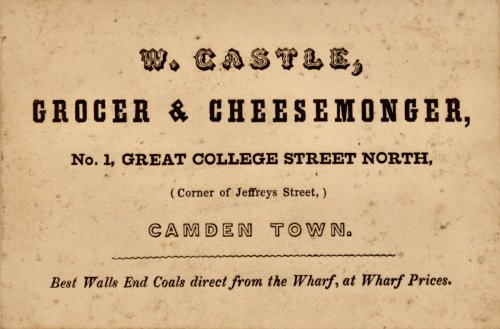 W. CASTLE,
GROCER & CHEESEMONGER,
No. 1, GREAT COLLEGE STREET NORTH,
(Corner of Jeffreys Street,)
CAMDEN TOWN.
Best Walls End Coals direct from the Wharf, at Wharf Prices.